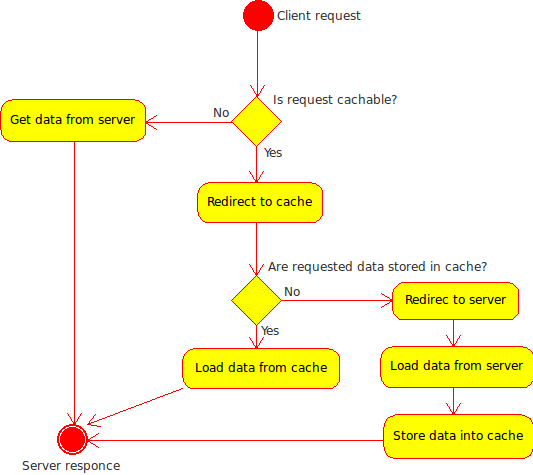 Client request
Is request cachable?
No
Get data from server
Yes
Redirect to cache
Are requested data stored in cache?
No
Redirec to server
Yes
Load data from cache
Load data from server
Store data into cache
Server responce